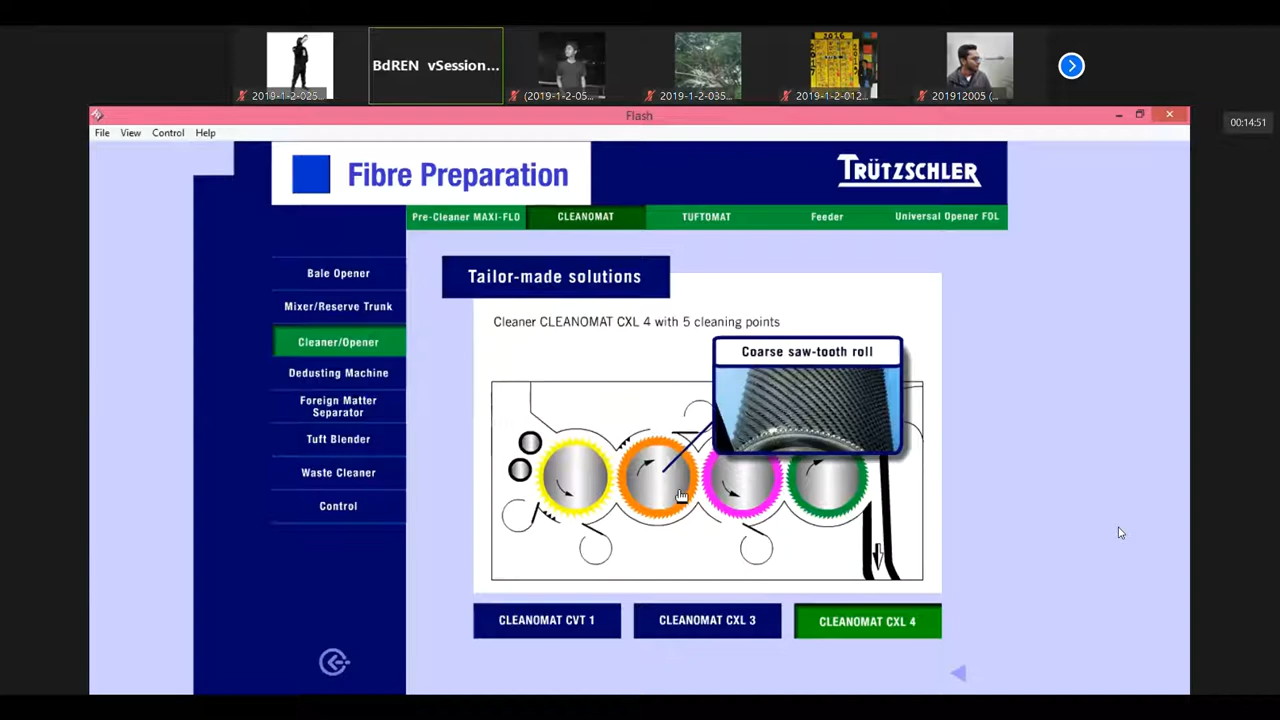 BdREN vSession...
2019-1-2-025...
(2019-1-2-05...
2019-1-2-035...
2019-1-2-012...
201912005 (...
Flash
00:14:51
File View Control Help
Fibre Preparation
TRÜTZSCHLER
Pre-Cleaner MAXI-FLO
CLEANOMAT
TUFTOMAT
Feeder
Universal Opener FOL
Bale Opener
Mixer/Reserve Trunk
Cleaner/Opener
Dedusting Machine
Foreign Matter
Separator
Tuft Blender
Waste Cleaner
Control
Tailor-made solutions
Cleaner CLEANOMAT CXL 4 with 5 cleaning points
Coarse saw-tooth roll
CLEANOMAT CVT 1
CLEANOMAT CXL 3
CLEANOMAT CXL 4